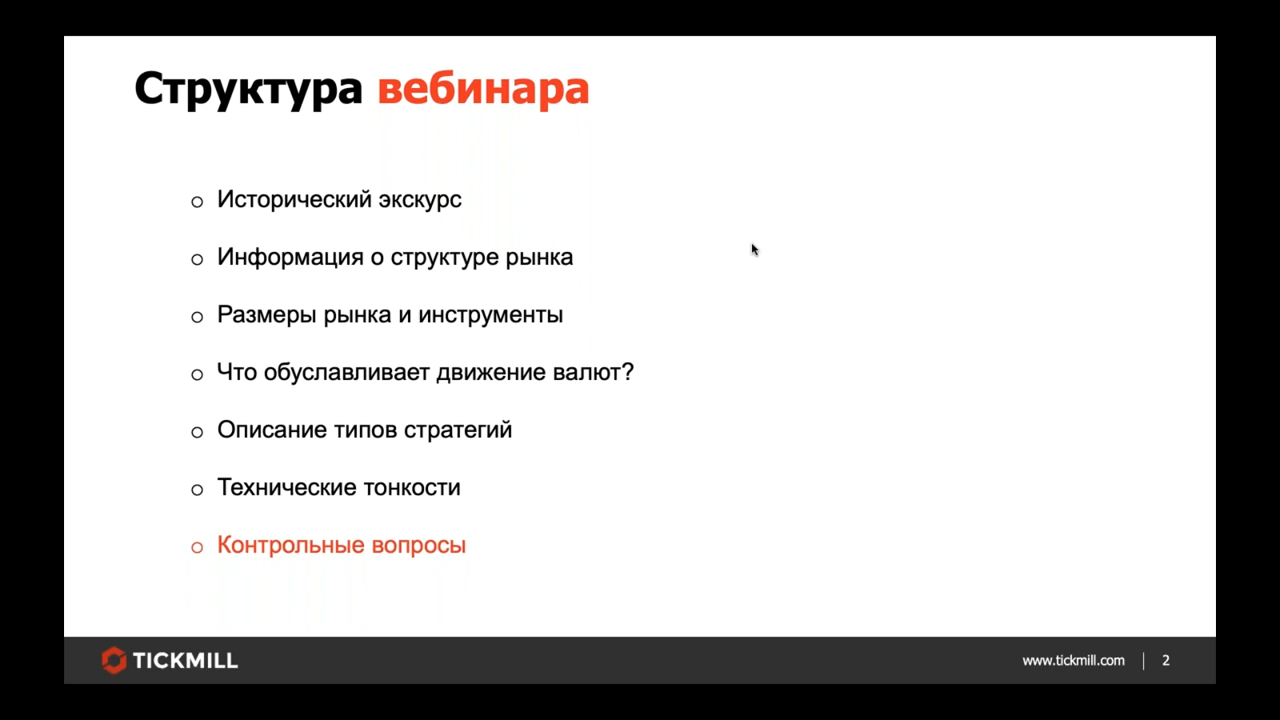 Структура вебинара
Исторический экскурс
Информация о структуре рынка
Размеры рынка и инструменты
Что обуславливает движение валют?
Описание типов стратегий
Технические тонкости
Контрольные вопросы
TICKMILL
www.tickmill.com | 2